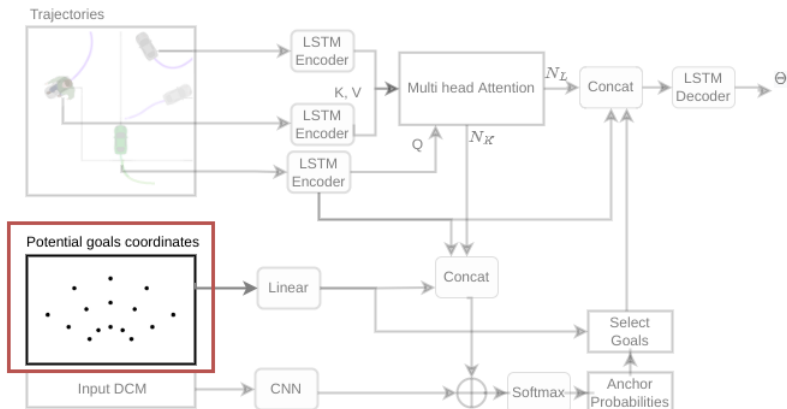 Trajectories
LSTM
Encoder
K, V
LSTM
Encoder
LSTM
Encoder
Q
Multi head Attention
N_L
N_K
Concat
LSTM
Decoder
Θ
Potential goals coordinates
Linear
Concat
Select
Goals
Input DCM
CNN
Softmax
Anchor
Probabilities